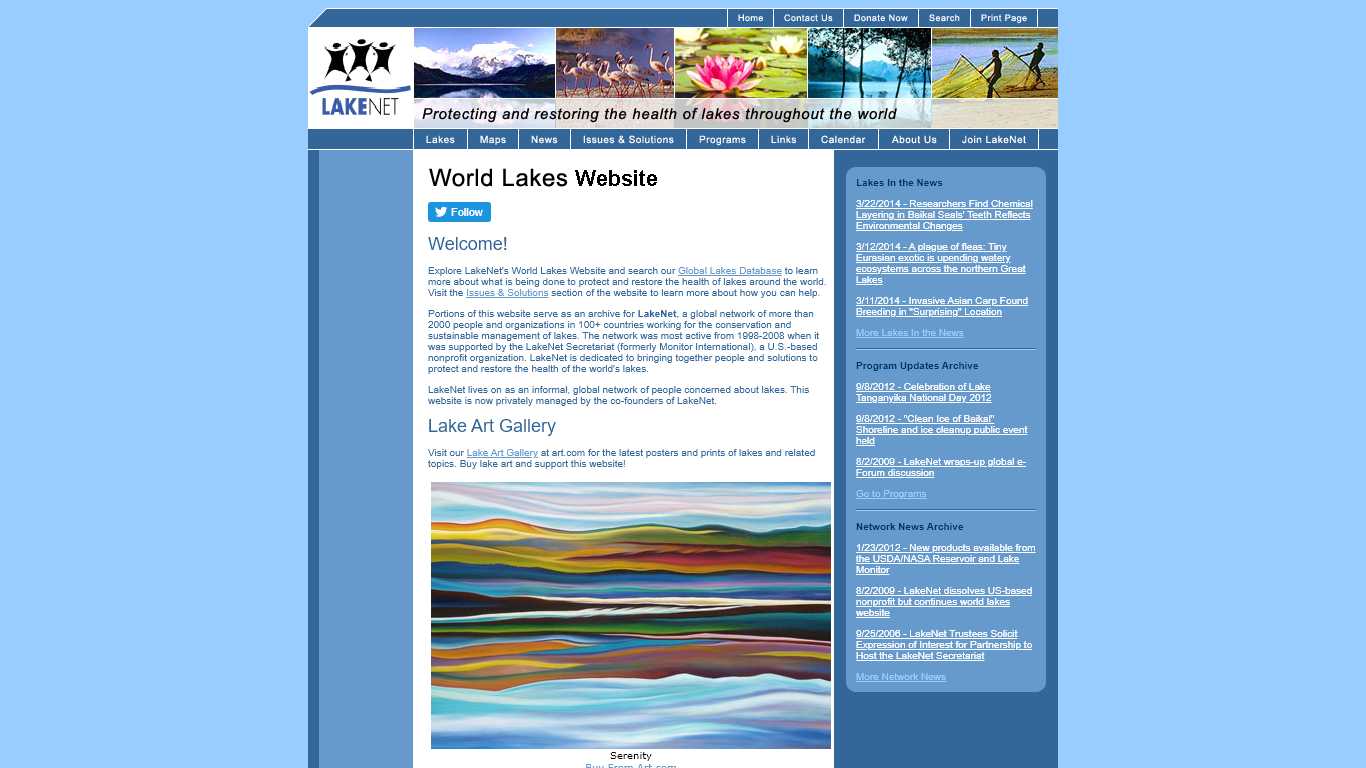 Home
Contact Us
Donate Now
Search
Print Page
LAKENET
Protecting and restoring the health of lakes throughout the world
Lakes
Maps
News
Issues & Solutions
Programs
Links
Calendar
About Us
Join LakeNet
World Lakes Website
Follow
Welcome!
Explore LakeNet's World Lakes Website and search our Global Lakes Database to learn
more about what is being done to protect and restore the health of lakes around the world.
Visit the Issues & Solutions section of the website to learn more about how you can help.
Portions of this website serve as an archive for LakeNet, a global network of more than
2000 people and organizations in 100+ countries working for the conservation and
sustainable management of lakes. The network was most active from 1998-2008 when it
was supported by the LakeNet Secretariat (formerly Monitor International), a U.S.-based
nonprofit organization. LakeNet is dedicated to bringing together people and solutions to
protect and restore the health of the world's lakes.
LakeNet lives on as an informal, global network of people concerned about lakes. This
website is now privately managed by the co-founders of LakeNet.
Lake Art Gallery
Visit our Lake Art Gallery at art.com for the latest posters and prints of lakes and related
topics. Buy lake art and support this website!
Serenity
Buy From Art.com
Lakes In the News
3/22/2014 - Researchers Find Chemical
Layering in Baikal Seals' Teeth Reflects
Environmental Changes
3/12/2014 - A plague of fleas: Tiny
Eurasian exotic is upending watery
ecosystems across the northern Great
Lakes
3/11/2014 - Invasive Asian Carp Found
Breeding in "Surprising" Location
More Lakes In the News
Program Updates Archive
9/8/2012 - Celebration of Lake
Tanganyika National Day 2012
9/8/2012 - "Clean Ice of Baikal"
Shoreline and ice cleanup public event
held
8/2/2009 - LakeNet wraps-up global e-
Forum discussion
Go to Programs
Network News Archive
1/23/2012 - New products available from
the USDA/NASA Reservoir and Lake
Monitor
8/2/2009 - LakeNet dissolves US-based
nonprofit but continues world lakes
website
9/25/2006 - LakeNet Trustees Solicit
Expression of Interest for Partnership to
Host the LakeNet Secretariat
More Network News